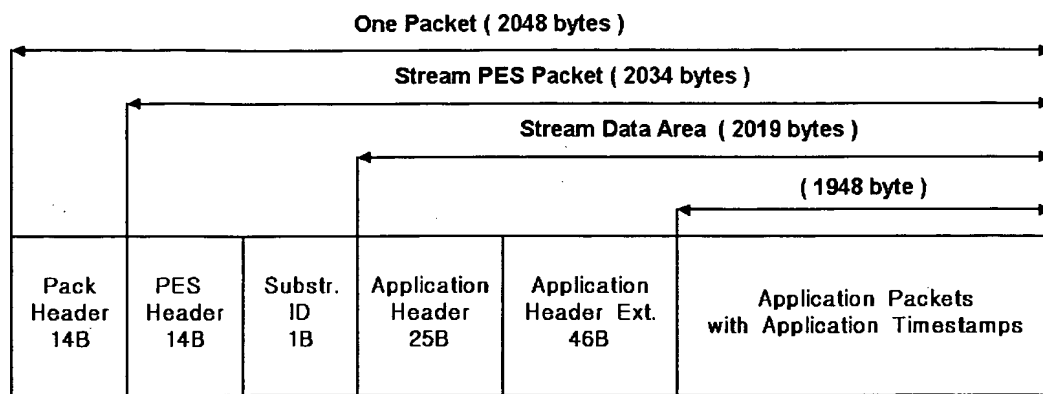 One Packet ( 2048 bytes )
Stream PES Packet ( 2034 bytes )
Stream Data Area ( 2019 bytes )
( 1948 byte )
Pack
Header
14B
PES
Header
14B
Substr.
ID
1B
Application
Header
25B
Application
Header Ext.
46B
Application Packets
with Application Timestamps